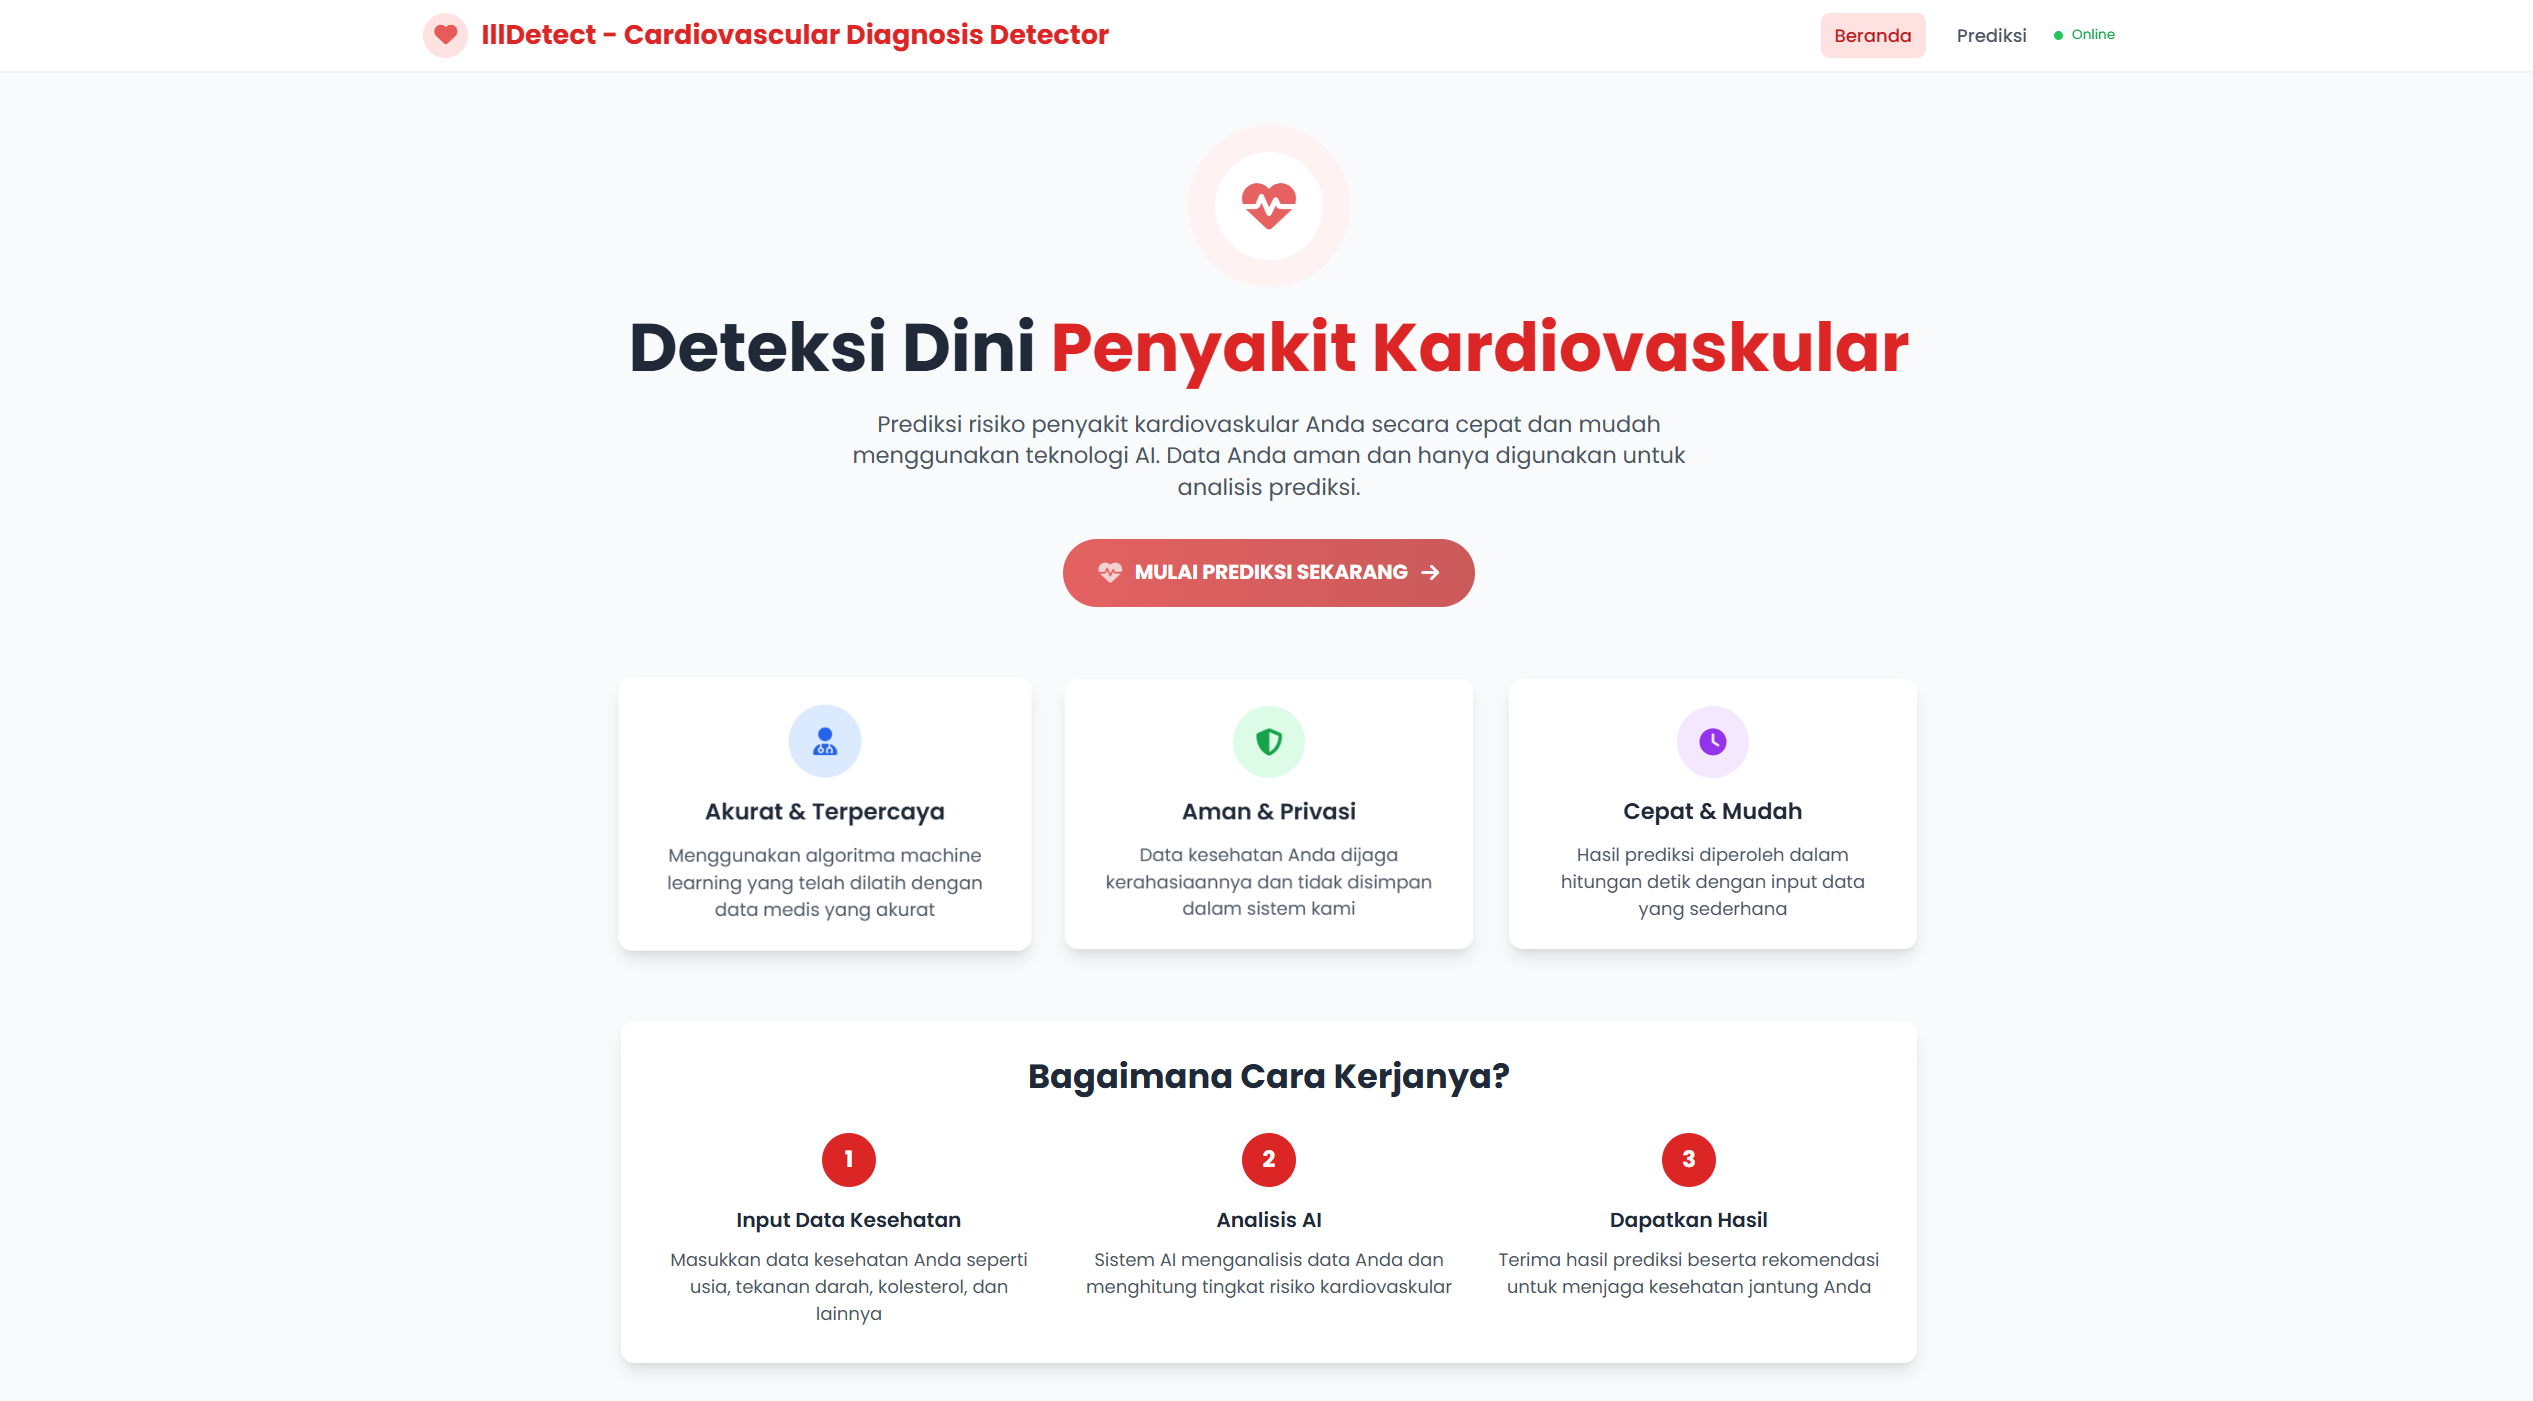 IllDetect - Cardiovascular Diagnosis Detector
Beranda
Prediksi
Online
Deteksi Dini Penyakit Kardiovaskular
Prediksi risiko penyakit kardiovaskular Anda secara cepat dan mudah
menggunakan teknologi AI. Data Anda aman dan hanya digunakan untuk
analisis prediksi.
MULAI PREDIKSI SEKARANG
Akurat & Terpercaya
Menggunakan algoritma machine
learning yang telah dilatih dengan
data medis yang akurat
Aman & Privasi
Data kesehatan Anda dijaga
kerahasiaannya dan tidak disimpan
dalam sistem kami
Cepat & Mudah
Hasil prediksi diperoleh dalam
hitungan detik dengan input data
yang sederhana
Bagaimana Cara Kerjanya?
1
Input Data Kesehatan
Masukkan data kesehatan Anda seperti
usia, tekanan darah, kolesterol, dan
lainnya
2
Analisis AI
Sistem AI menganalisis data Anda dan
menghitung tingkat risiko kardiovaskular
3
Dapatkan Hasil
Terima hasil prediksi beserta rekomendasi
untuk menjaga kesehatan jantung Anda